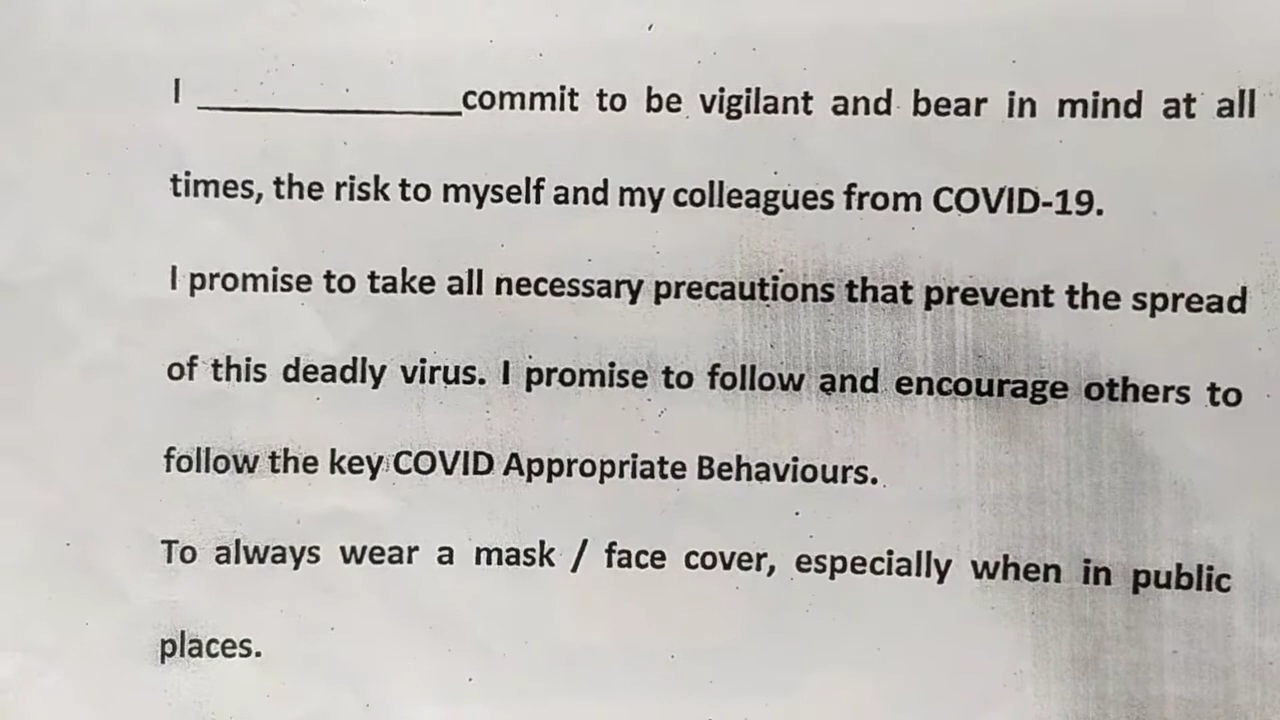 I ______________commit to be vigilant and bear in mind at all
times, the risk to myself and my colleagues from COVID-19.
I promise to take all necessary precautions that prevent the spread
of this deadly virus. I promise to follow and encourage others to
follow the key COVID Appropriate Behaviours.
To always wear a mask / face cover, especially when in public
places.